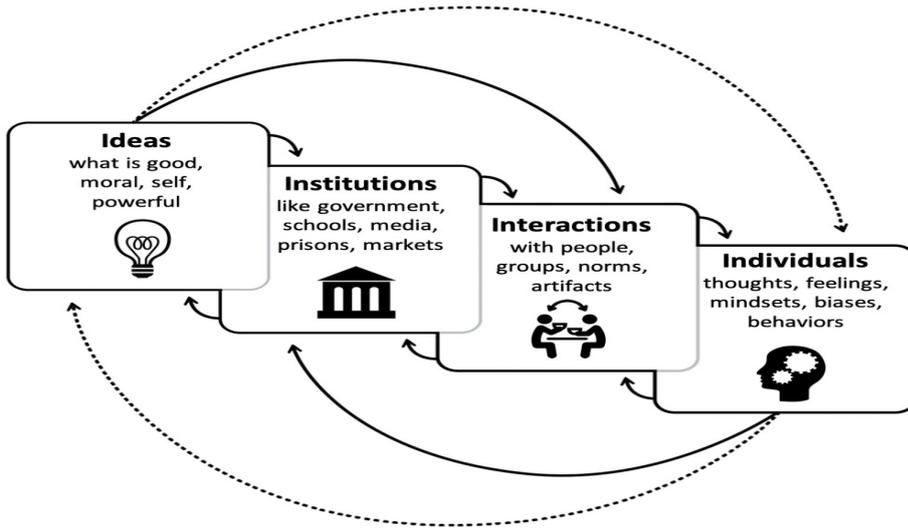 Ideas
what is good,
moral, self,
powerful
Institutions
like government,
schools, media,
prisons, markets
Interactions
with people,
groups, norms,
artifacts
Individuals
thoughts, feelings,
mindsets, biases,
behaviors